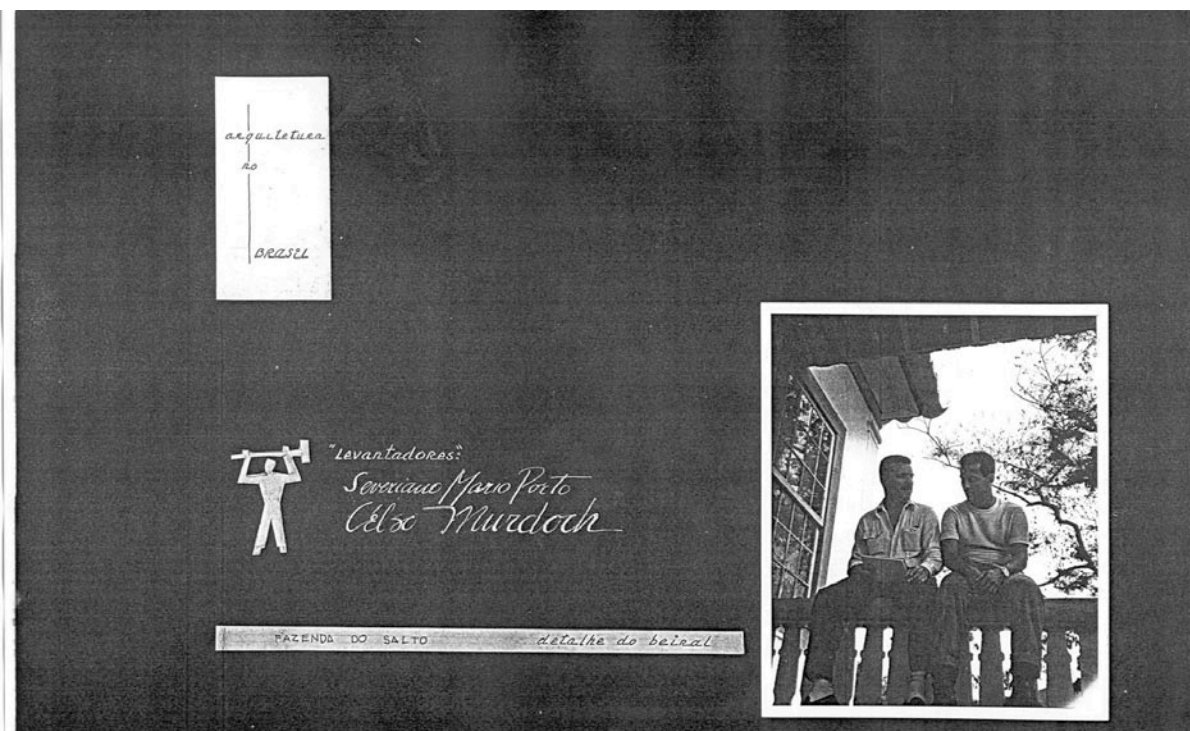 arquitetura
no
BRASIL
"Levantadores:"
Severiano Mario Porto
Celso Murdoch
FAZENDA DO SALTO detalhe do beiral